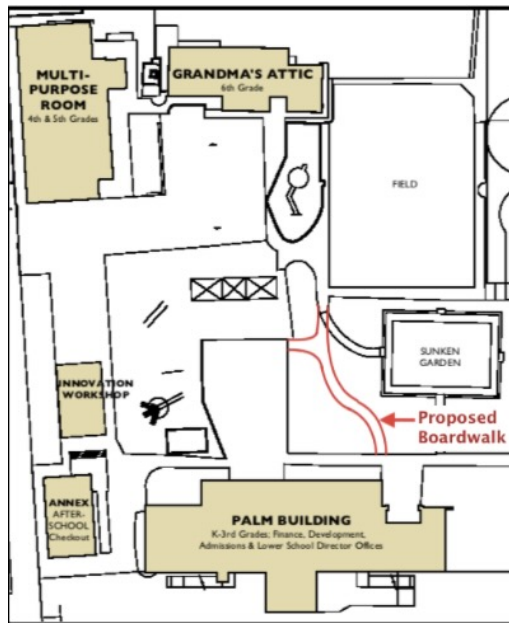 MULTI-
PURPOSE
ROOM
4th & 5th Grades
GRANDMA'S ATTIC
6th Grade
FIELD
SUNKEN
GARDEN
INNOVATION
WORKSHOP
Proposed
Boardwalk
ANNEX
AFTER-
SCHOOL
Checkout
PALM BUILDING
K-3rd Grades; Finance, Development,
Admissions & Lower School Director Offices